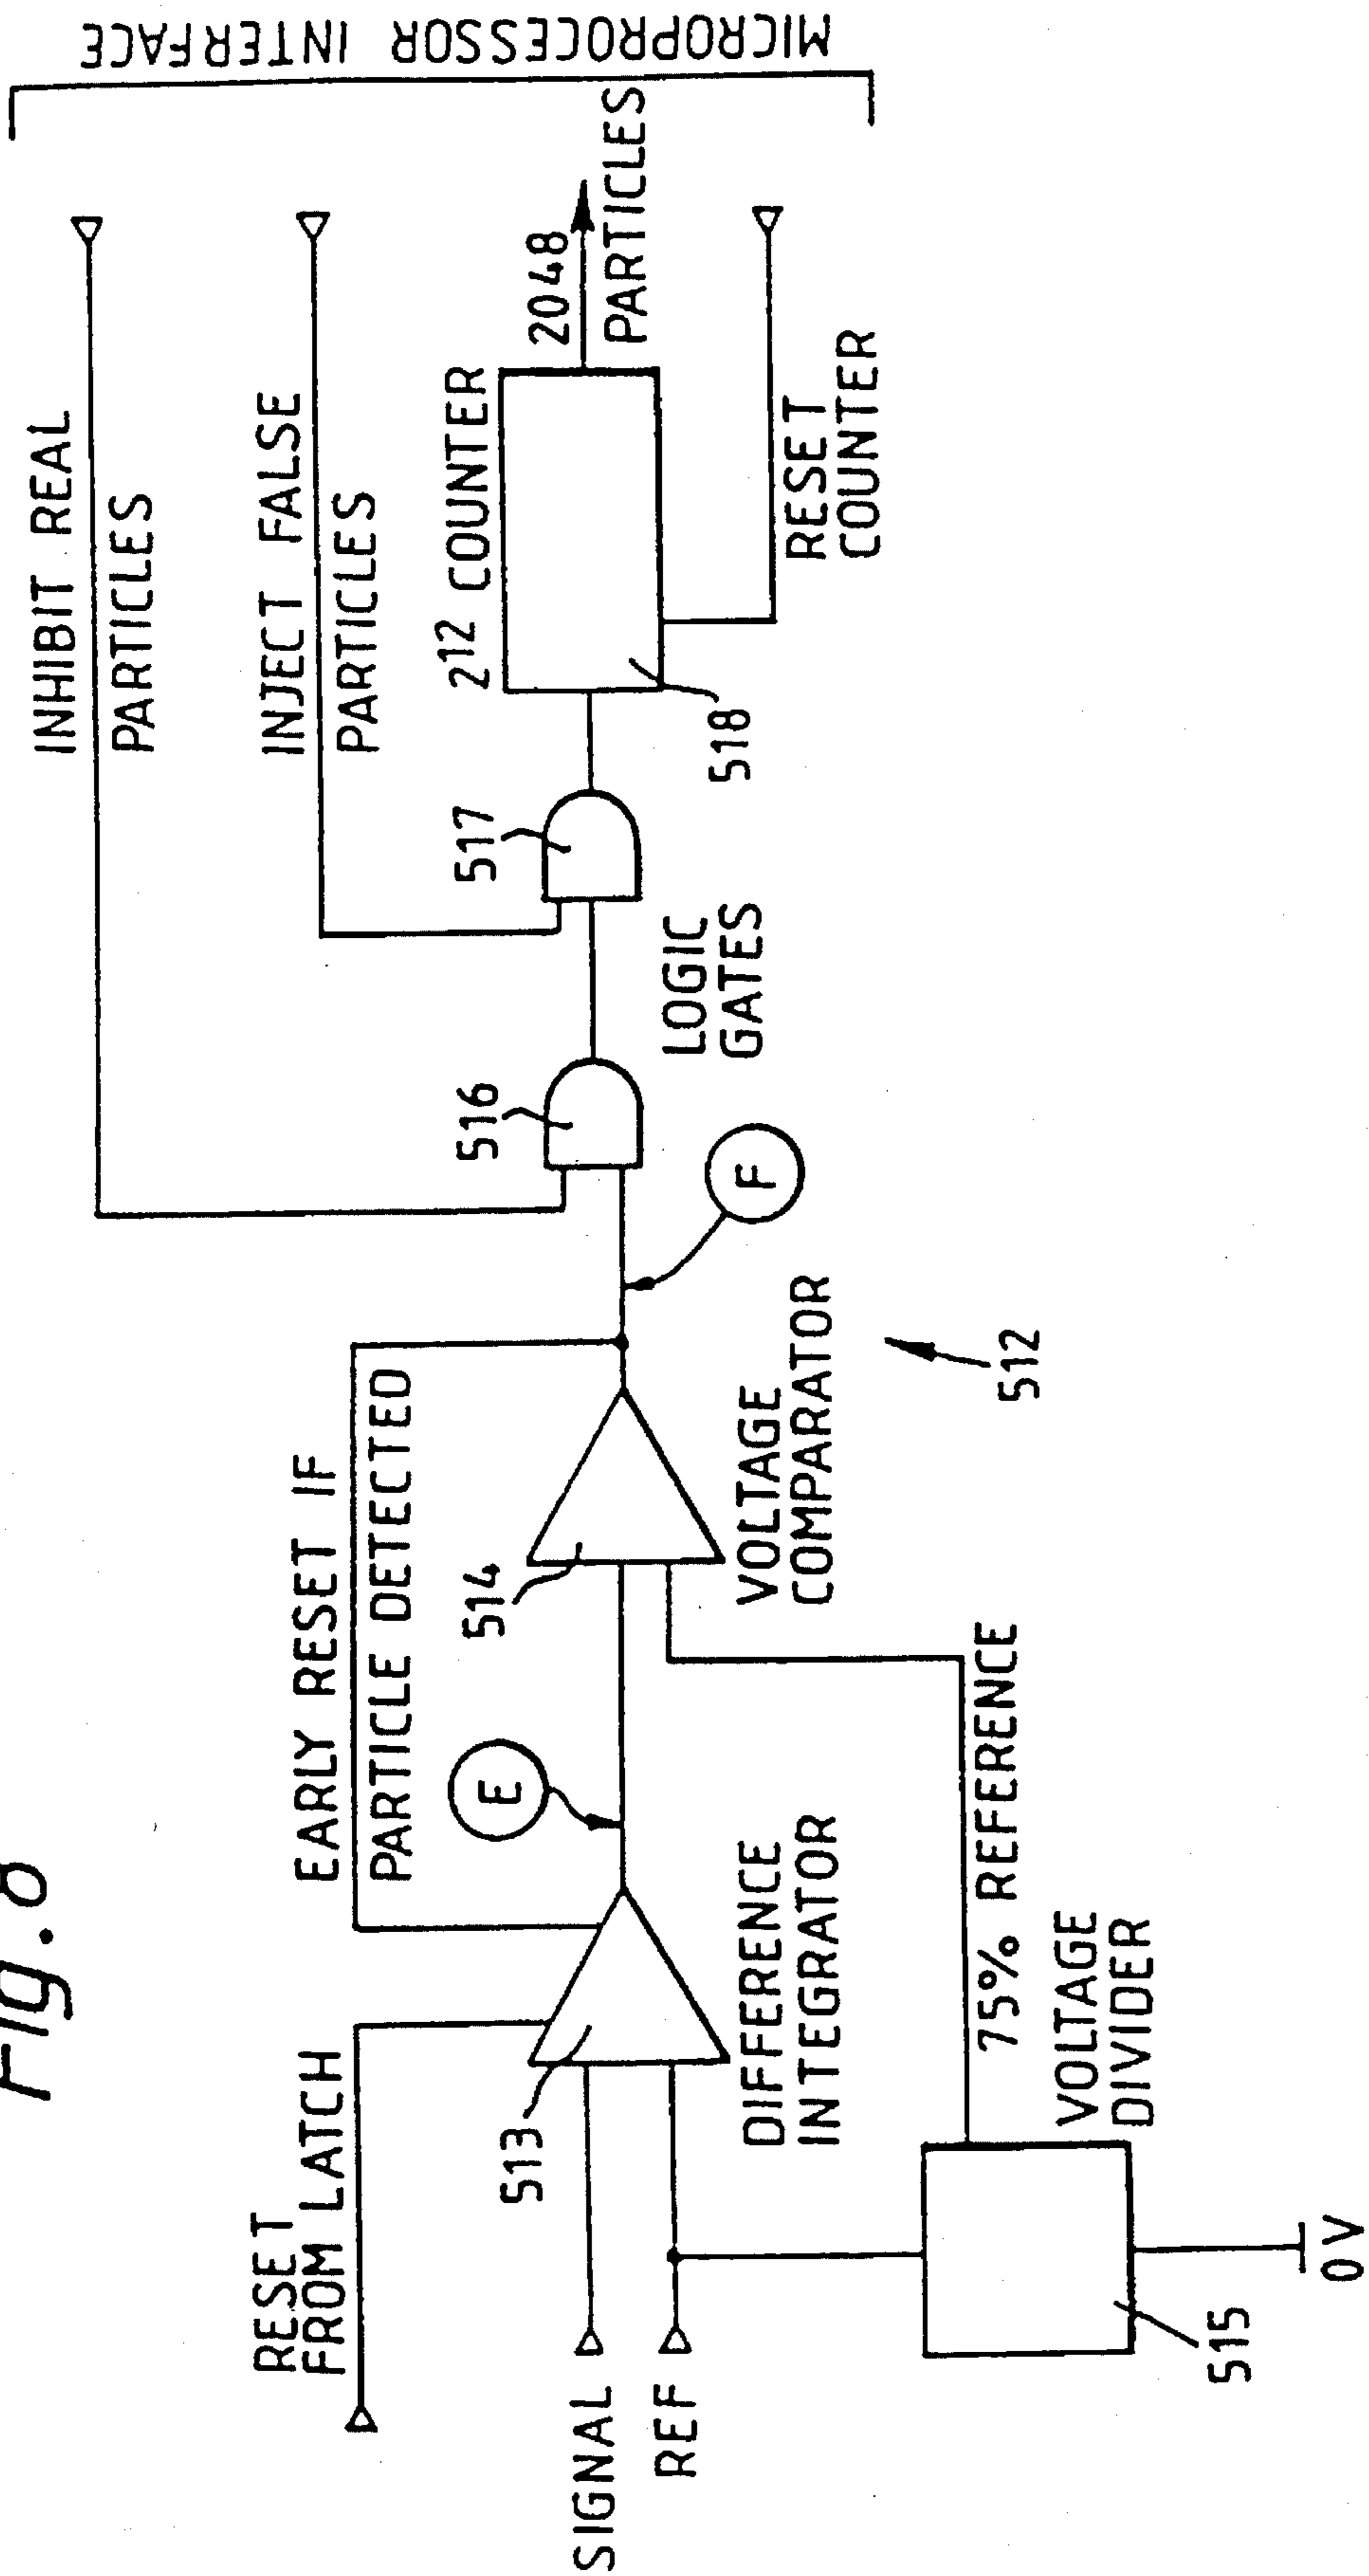 Fig. 8
RESET
FROM LATCH
SIGNAL
REF
513
DIFFERENCE
INTEGRATOR
515
0V
VOLTAGE
DIVIDER
75% REFERENCE
EARLY RESET IF
PARTICLE DETECTED
E
514
VOLTAGE
COMPARATOR
512
F
516
LOGIC
GATES
517
INHIBIT REAL
PARTICLES
INJECT FALSE
PARTICLES
2¹² COUNTER
518
2048
PARTICLES
RESET
COUNTER
MICROPROCESSOR INTERFACE